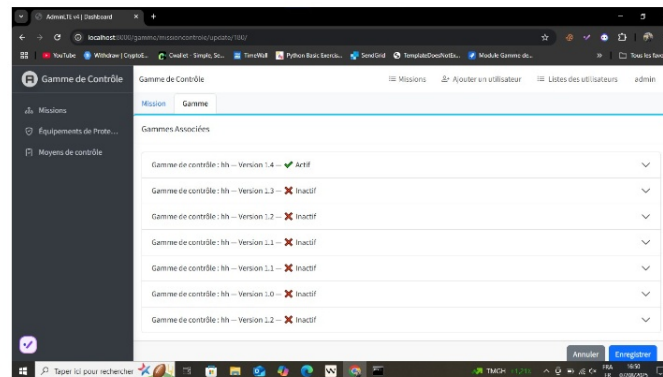 AdminLTE v4 | Dashboard
localhost:8000/gamme/missioncontrole/update/180/
YouTube
Withdraw | CryptoE...
Cwallet - Simple, Se...
TimeWall
Python Basic Exercis...
SendGrid
TemplateDoesNotEx...
Module Gamme de...
Tous les favoris
Gamme de Contrôle
Gamme de Contrôle
Missions
Ajouter un utilisateur
Listes des utilisateurs
admin
Missions
Équipements de Prote...
Moyens de contrôle
Mission
Gamme
Gammes Associées
Gamme de contrôle : hh — Version 1.4 — ✔ Actif
Gamme de contrôle : hh — Version 1.3 — ❌ Inactif
Gamme de contrôle : hh — Version 1.2 — ❌ Inactif
Gamme de contrôle : hh — Version 1.1 — ❌ Inactif
Gamme de contrôle : hh — Version 1.1 — ❌ Inactif
Gamme de contrôle : hh — Version 1.0 — ❌ Inactif
Gamme de contrôle : hh — Version 1.2 — ❌ Inactif
Annuler
Enregistrer
Taper ici pour rechercher
TMGH
FRA
FR
16:50